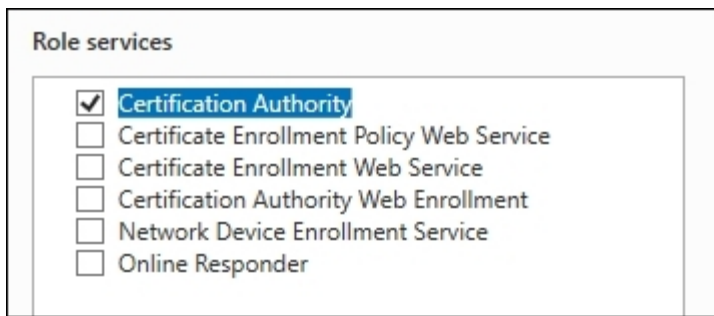 Role services
Certification Authority
Certificate Enrollment Policy Web Service
Certificate Enrollment Web Service
Certification Authority Web Enrollment
Network Device Enrollment Service
Online Responder